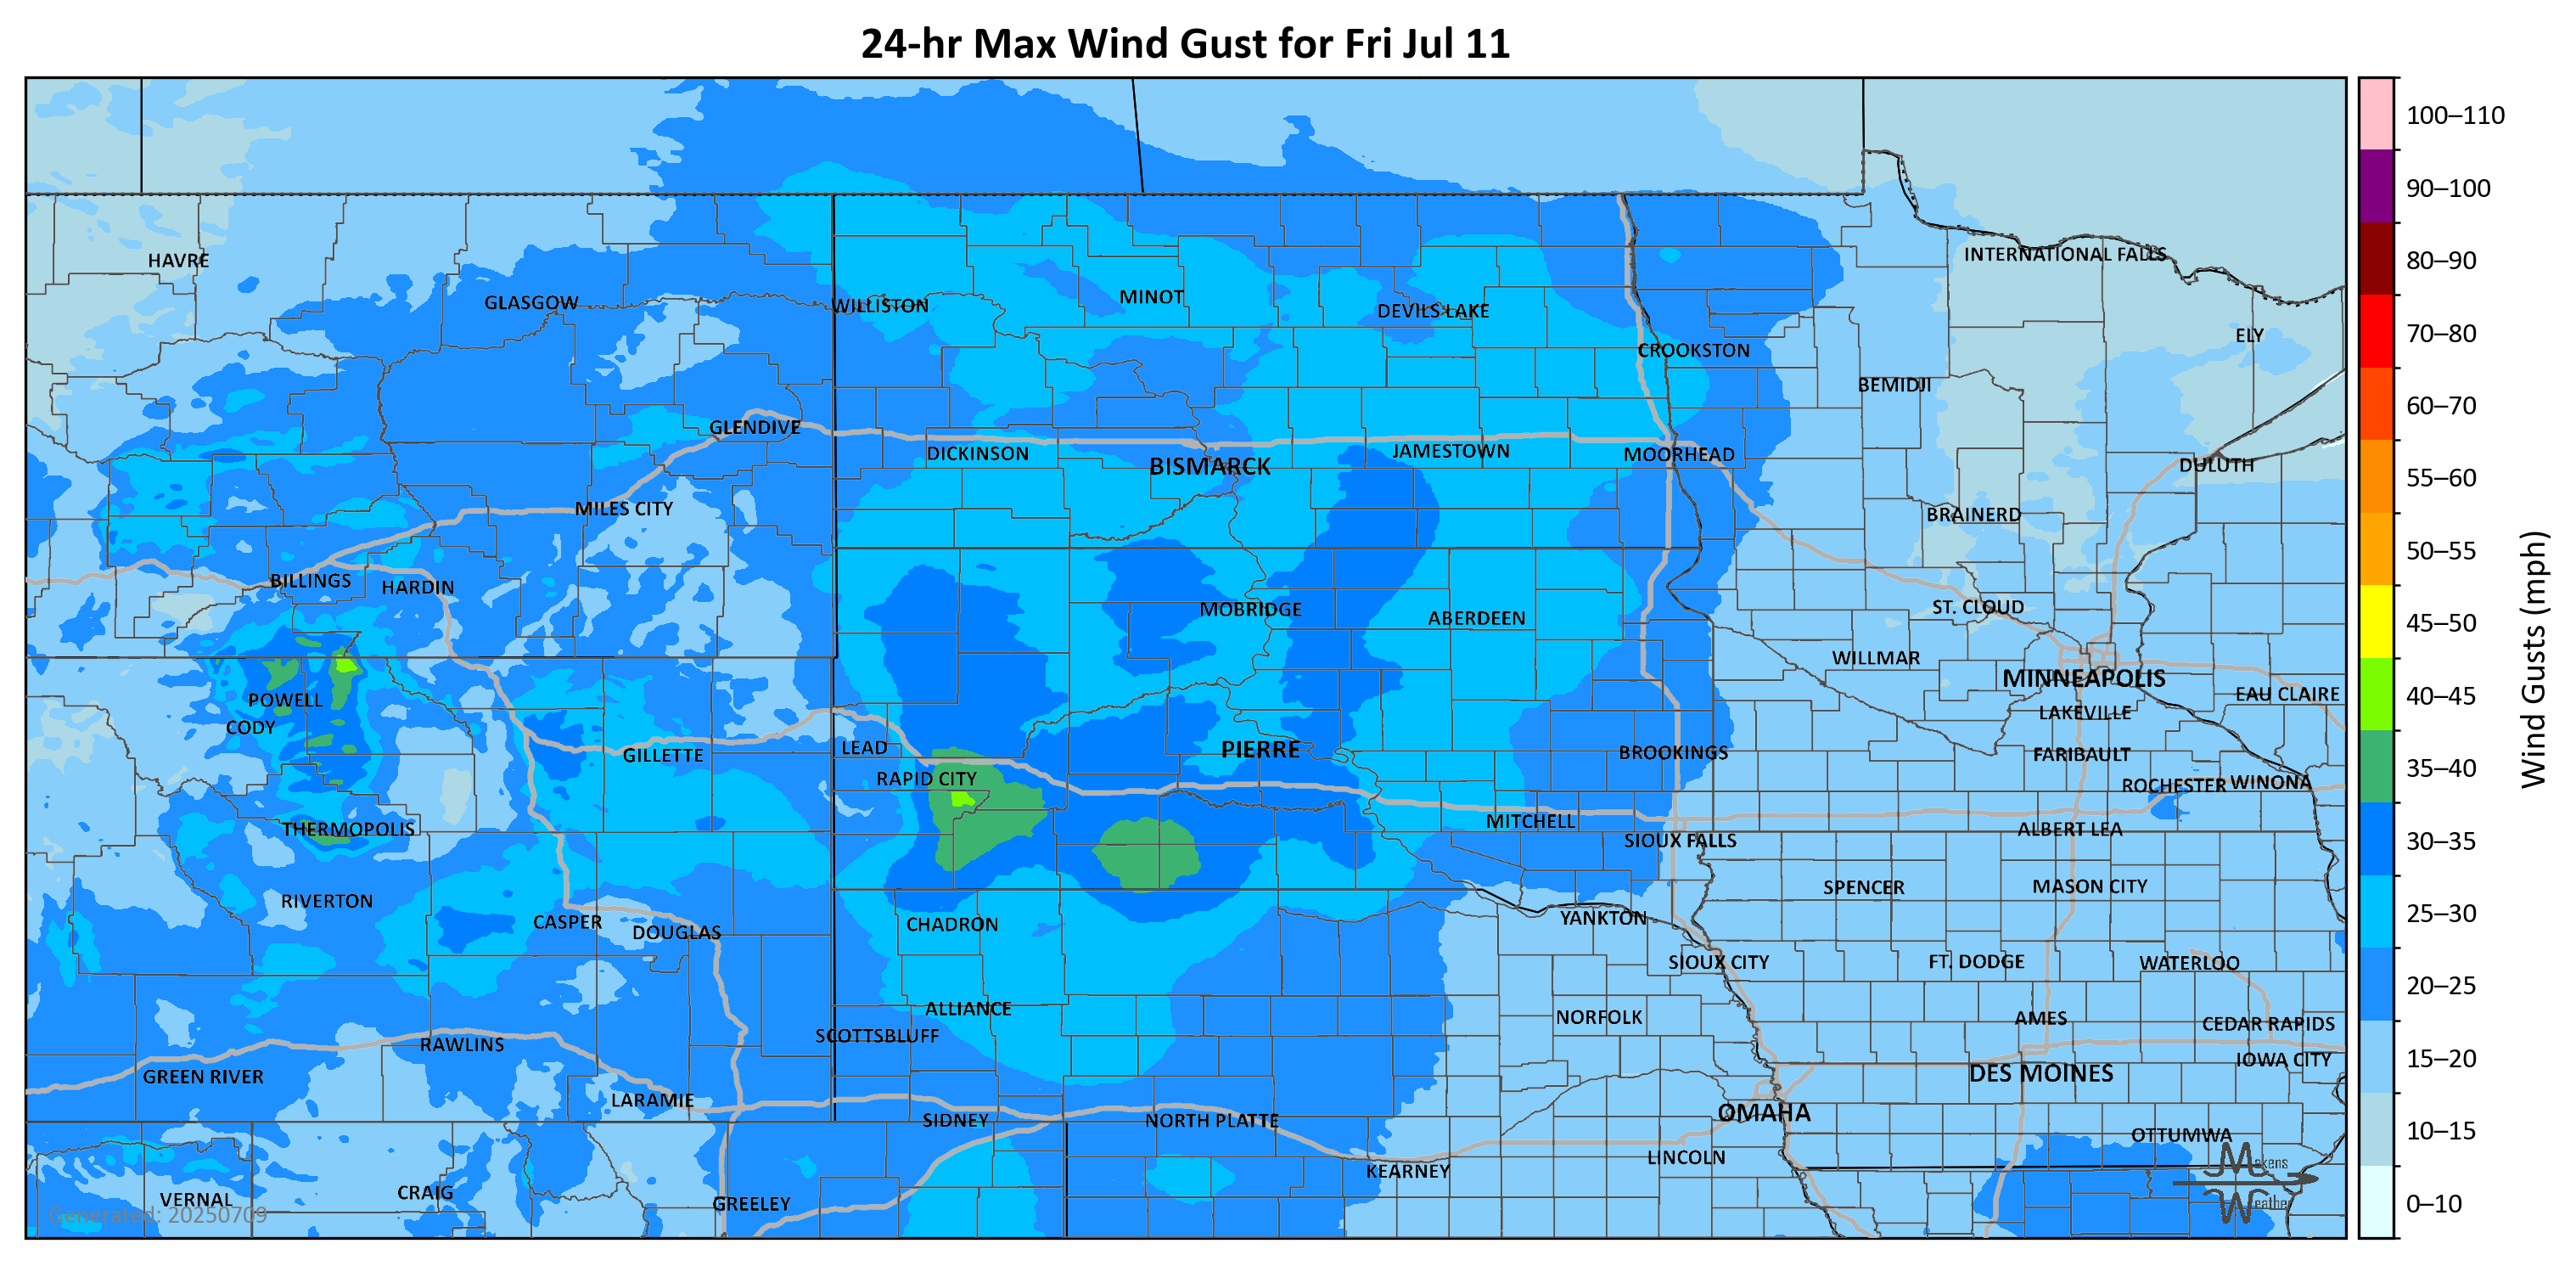 24-hr Max Wind Gust for Fri Jul 11
100–110
90–100
HAVRE
INTERNATIONAL FALLS
80–90
GLASGOW
WILLISTON
MINOT
DEVILS LAKE
70–80
ELY
CROOKSTON
BEMIDJI
60–70
GLENDIVE
DICKINSON
BISMARCK
JAMESTOWN
MOORHEAD
DULUTH
55–60
MILES CITY
BRAINERD
50–55
BILLINGS
HARDIN
MOBRIDGE
ABERDEEN
ST. CLOUD
45–50
WILLMAR
MINNEAPOLIS
POWELL
EAU CLAIRE
40–45
CODY
LAKEVILLE
GILLETTE
LEAD
PIERRE
BROOKINGS
FARIBAULT
Wind Gusts (mph)
RAPID CITY
ROCHESTER
WINONA
35–40
THERMOPOLIS
MITCHELL
ALBERT LEA
SIOUX FALLS
30–35
RIVERTON
SPENCER
MASON CITY
CASPER
DOUGLAS
CHADRON
YANKTON
25–30
SIOUX CITY
FT. DODGE
WATERLOO
20–25
ALLIANCE
NORFOLK
AMES
CEDAR RAPIDS
SCOTTSBLUFF
RAWLINS
IOWA CITY
15–20
GREEN RIVER
DES MOINES
LARAMIE
SIDNEY
NORTH PLATTE
OMAHA
OTTUMWA
10–15
KEARNEY
LINCOLN
Makens
VERNAL
CRAIG
GREELEY
Weather
0–10
Generated: 20250709